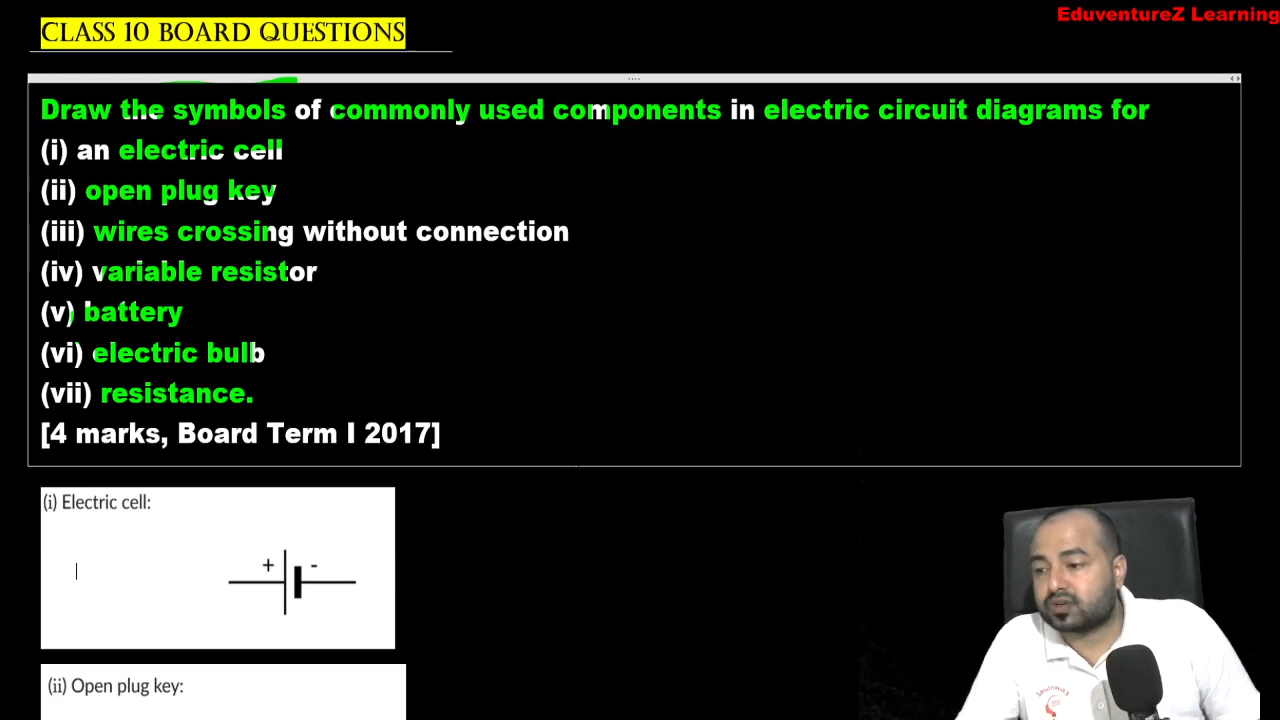 EduventureZ Learning
CLASS 10 BOARD QUESTIONS
Draw the symbols of commonly used components in electric circuit diagrams for
(i) an electric cell
(ii) open plug key
(iii) wires crossing without connection
(iv) variable resistor
(v) battery
(vi) electric bulb
(vii) resistance.
[4 marks, Board Term I 2017]
(i) Electric cell:
+ -
(ii) Open plug key: